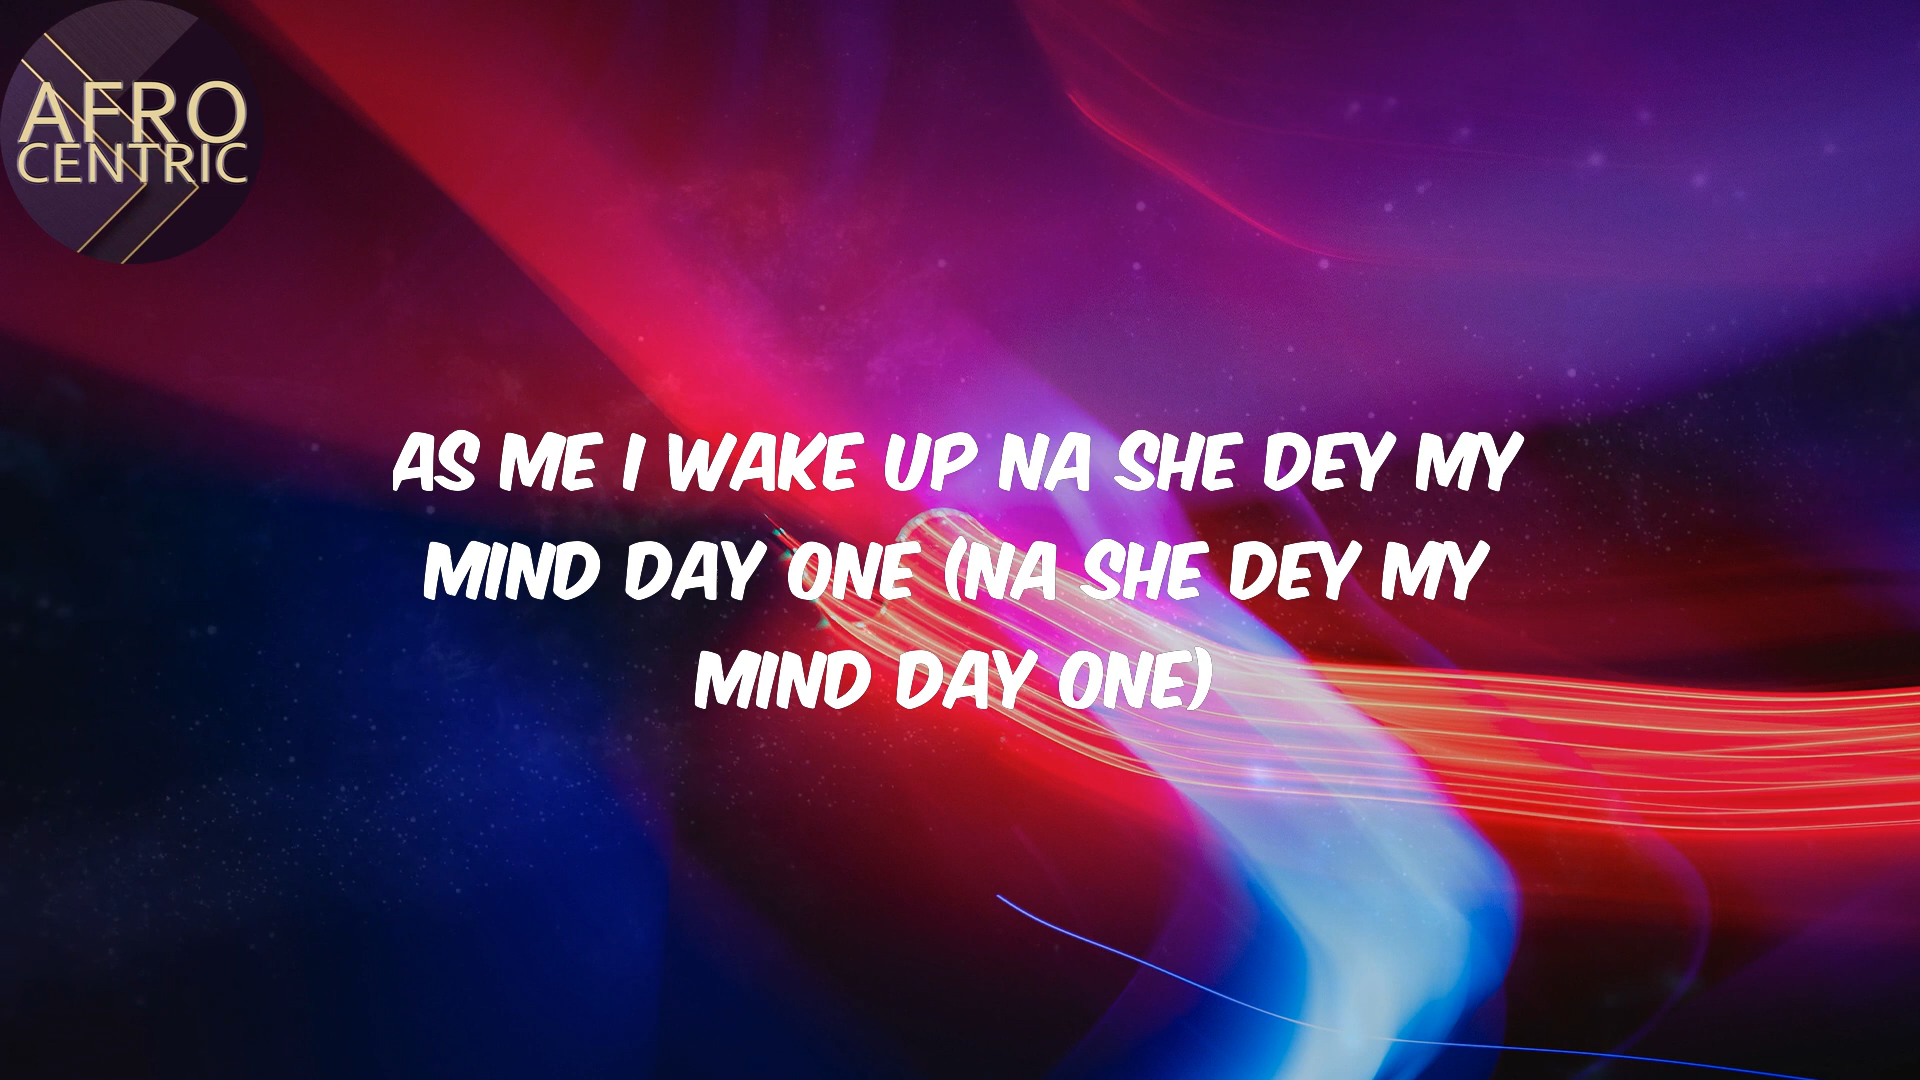 AFRO
CENTRIC
AS ME I WAKE UP NA SHE DEY MY
MIND DAY ONE (NA SHE DEY MY
MIND DAY ONE)